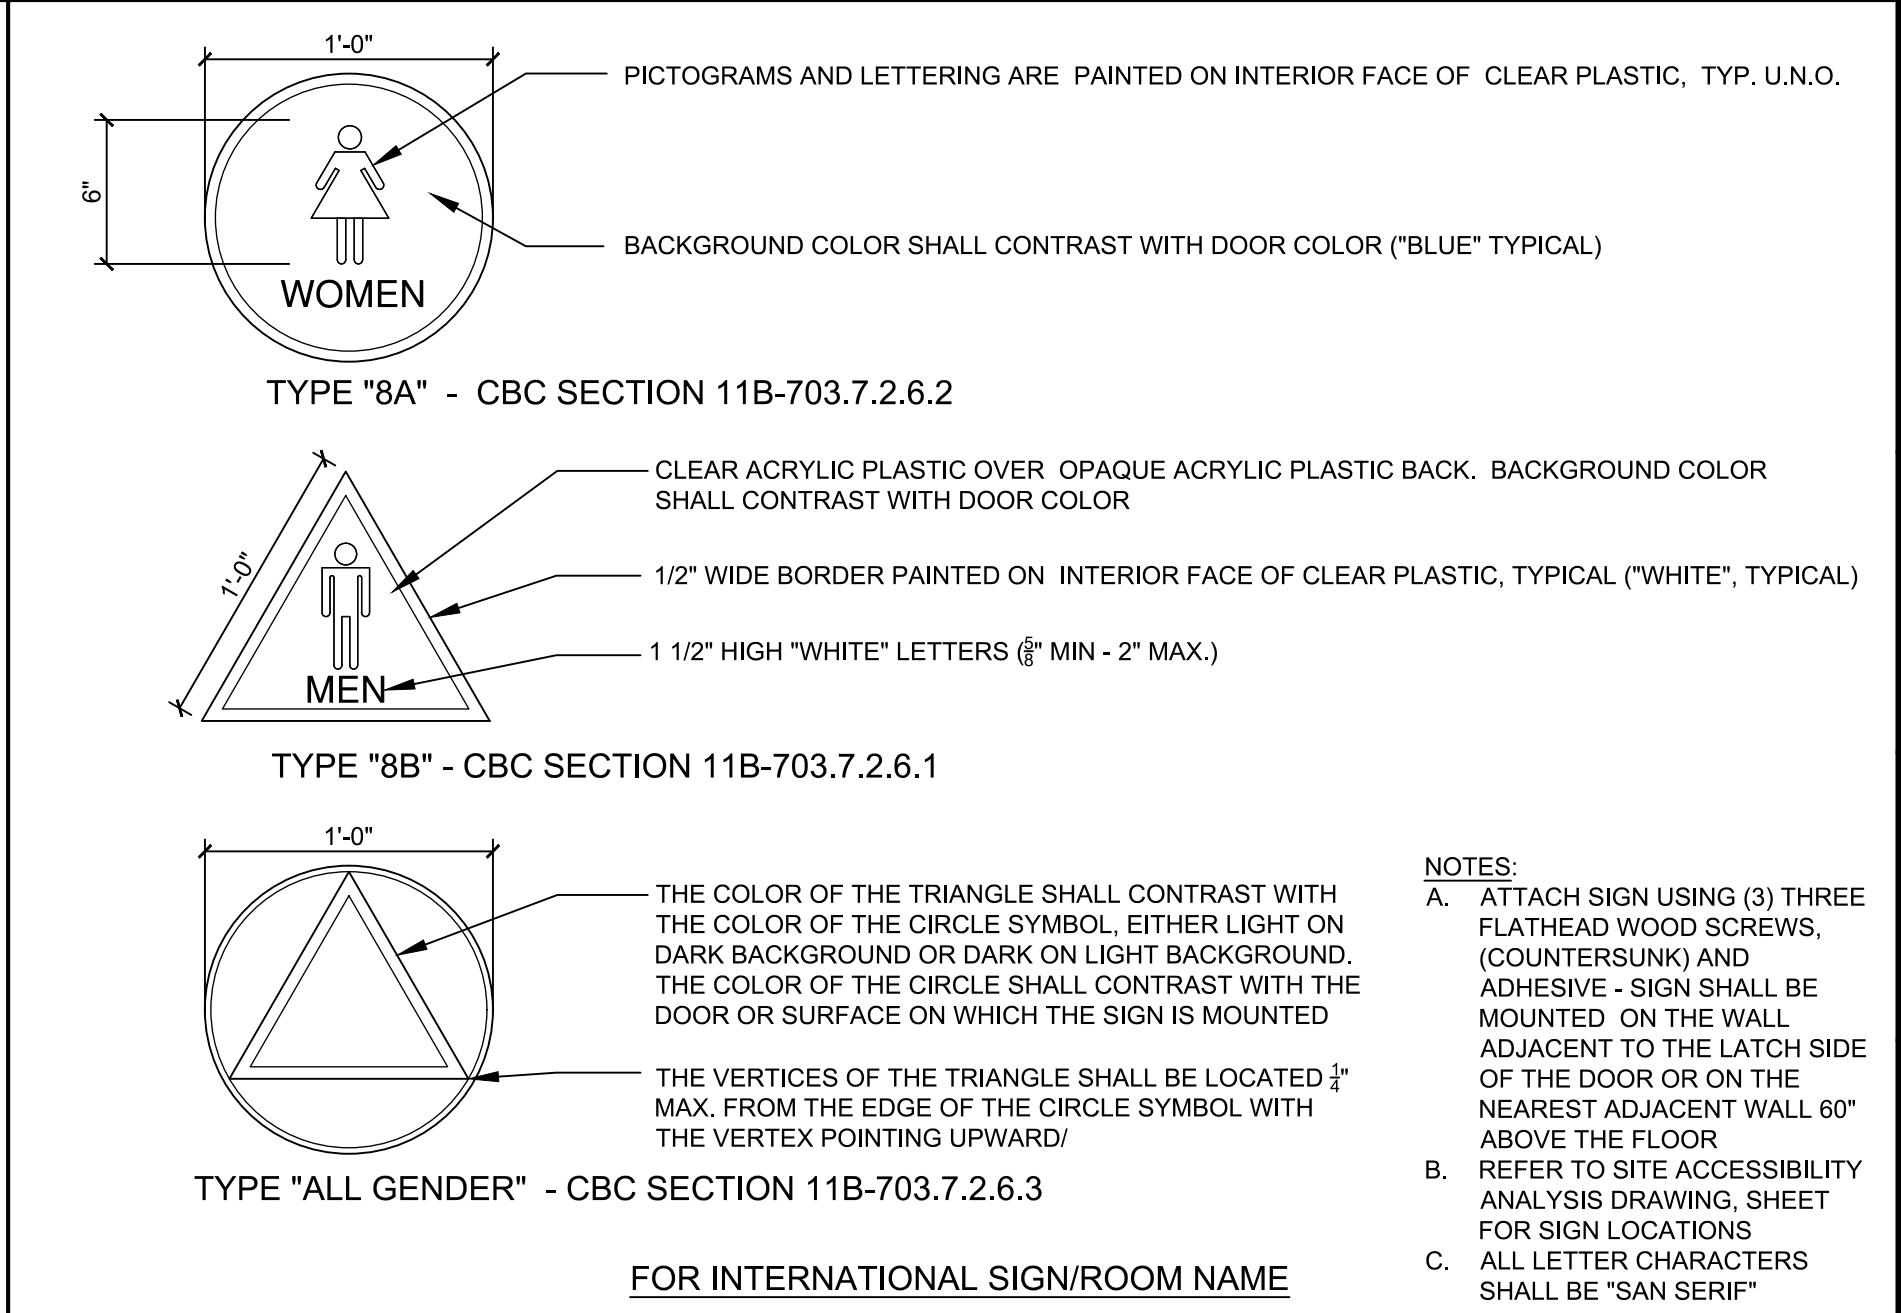 1'-0"
PICTOGRAMS AND LETTERING ARE PAINTED ON INTERIOR FACE OF CLEAR PLASTIC, TYP. U.N.O.
6"
BACKGROUND COLOR SHALL CONTRAST WITH DOOR COLOR ("BLUE" TYPICAL)
WOMEN
TYPE "8A" - CBC SECTION 11B-703.7.2.6.2
CLEAR ACRYLIC PLASTIC OVER OPAQUE ACRYLIC PLASTIC BACK. BACKGROUND COLOR
SHALL CONTRAST WITH DOOR COLOR
1'-0"
1/2" WIDE BORDER PAINTED ON INTERIOR FACE OF CLEAR PLASTIC, TYPICAL ("WHITE", TYPICAL)
1 1/2" HIGH "WHITE" LETTERS (5/8" MIN - 2" MAX.)
MEN
TYPE "8B" - CBC SECTION 11B-703.7.2.6.1
1'-0"
THE COLOR OF THE TRIANGLE SHALL CONTRAST WITH
THE COLOR OF THE CIRCLE SYMBOL, EITHER LIGHT ON
DARK BACKGROUND OR DARK ON LIGHT BACKGROUND.
THE COLOR OF THE CIRCLE SHALL CONTRAST WITH THE
DOOR OR SURFACE ON WHICH THE SIGN IS MOUNTED
THE VERTICES OF THE TRIANGLE SHALL BE LOCATED 1/4"
MAX. FROM THE EDGE OF THE CIRCLE SYMBOL WITH
THE VERTEX POINTING UPWARD/
TYPE "ALL GENDER" - CBC SECTION 11B-703.7.2.6.3
NOTES:
A. ATTACH SIGN USING (3) THREE
FLATHEAD WOOD SCREWS,
(COUNTERSUNK) AND
ADHESIVE - SIGN SHALL BE
MOUNTED ON THE WALL
ADJACENT TO THE LATCH SIDE
OF THE DOOR OR ON THE
NEAREST ADJACENT WALL 60"
ABOVE THE FLOOR
B. REFER TO SITE ACCESSIBILITY
ANALYSIS DRAWING, SHEET
FOR SIGN LOCATIONS
C. ALL LETTER CHARACTERS
SHALL BE "SAN SERIF"
FOR INTERNATIONAL SIGN/ROOM NAME